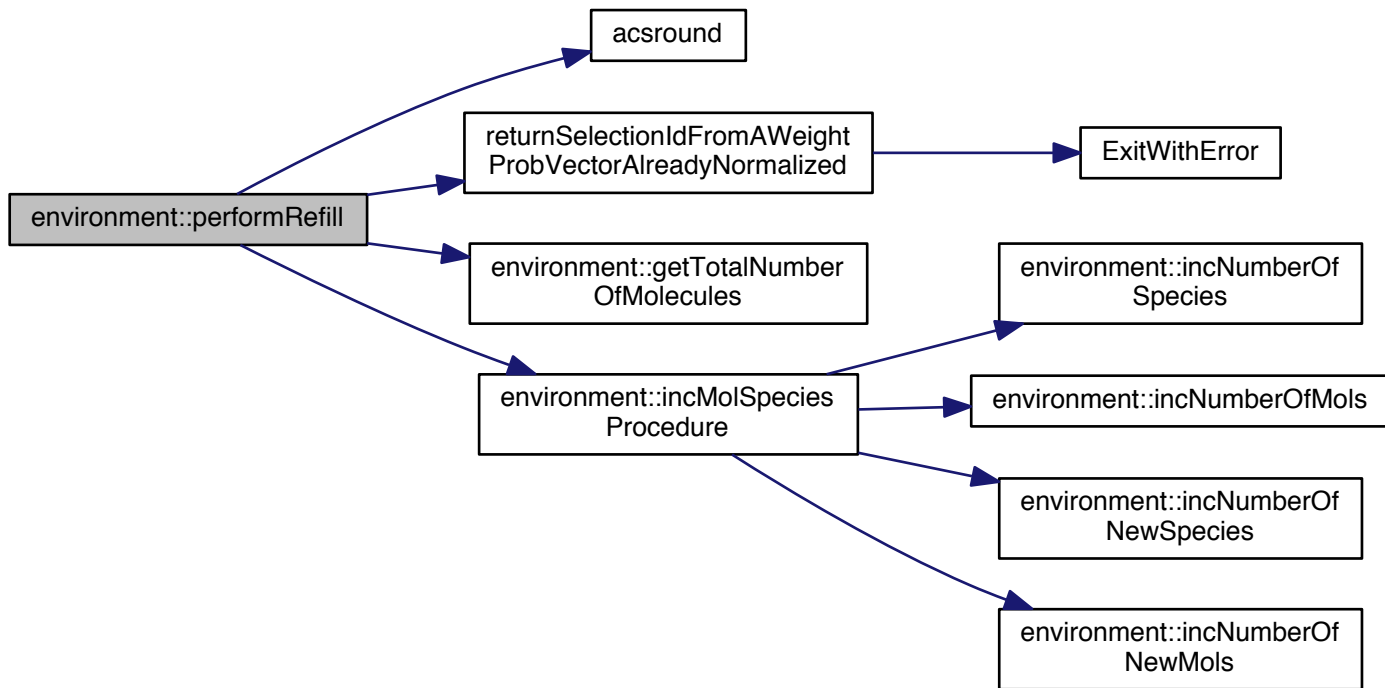 acsround
returnSelectionIdFromAWeight
ProbVectorAlreadyNormalized
ExitWithError
environment::performRefill
environment::getTotalNumber
OfMolecules
environment::incNumberOf
Species
environment::incMolSpecies
Procedure
environment::incNumberOfMols
environment::incNumberOf
NewSpecies
environment::incNumberOf
NewMols